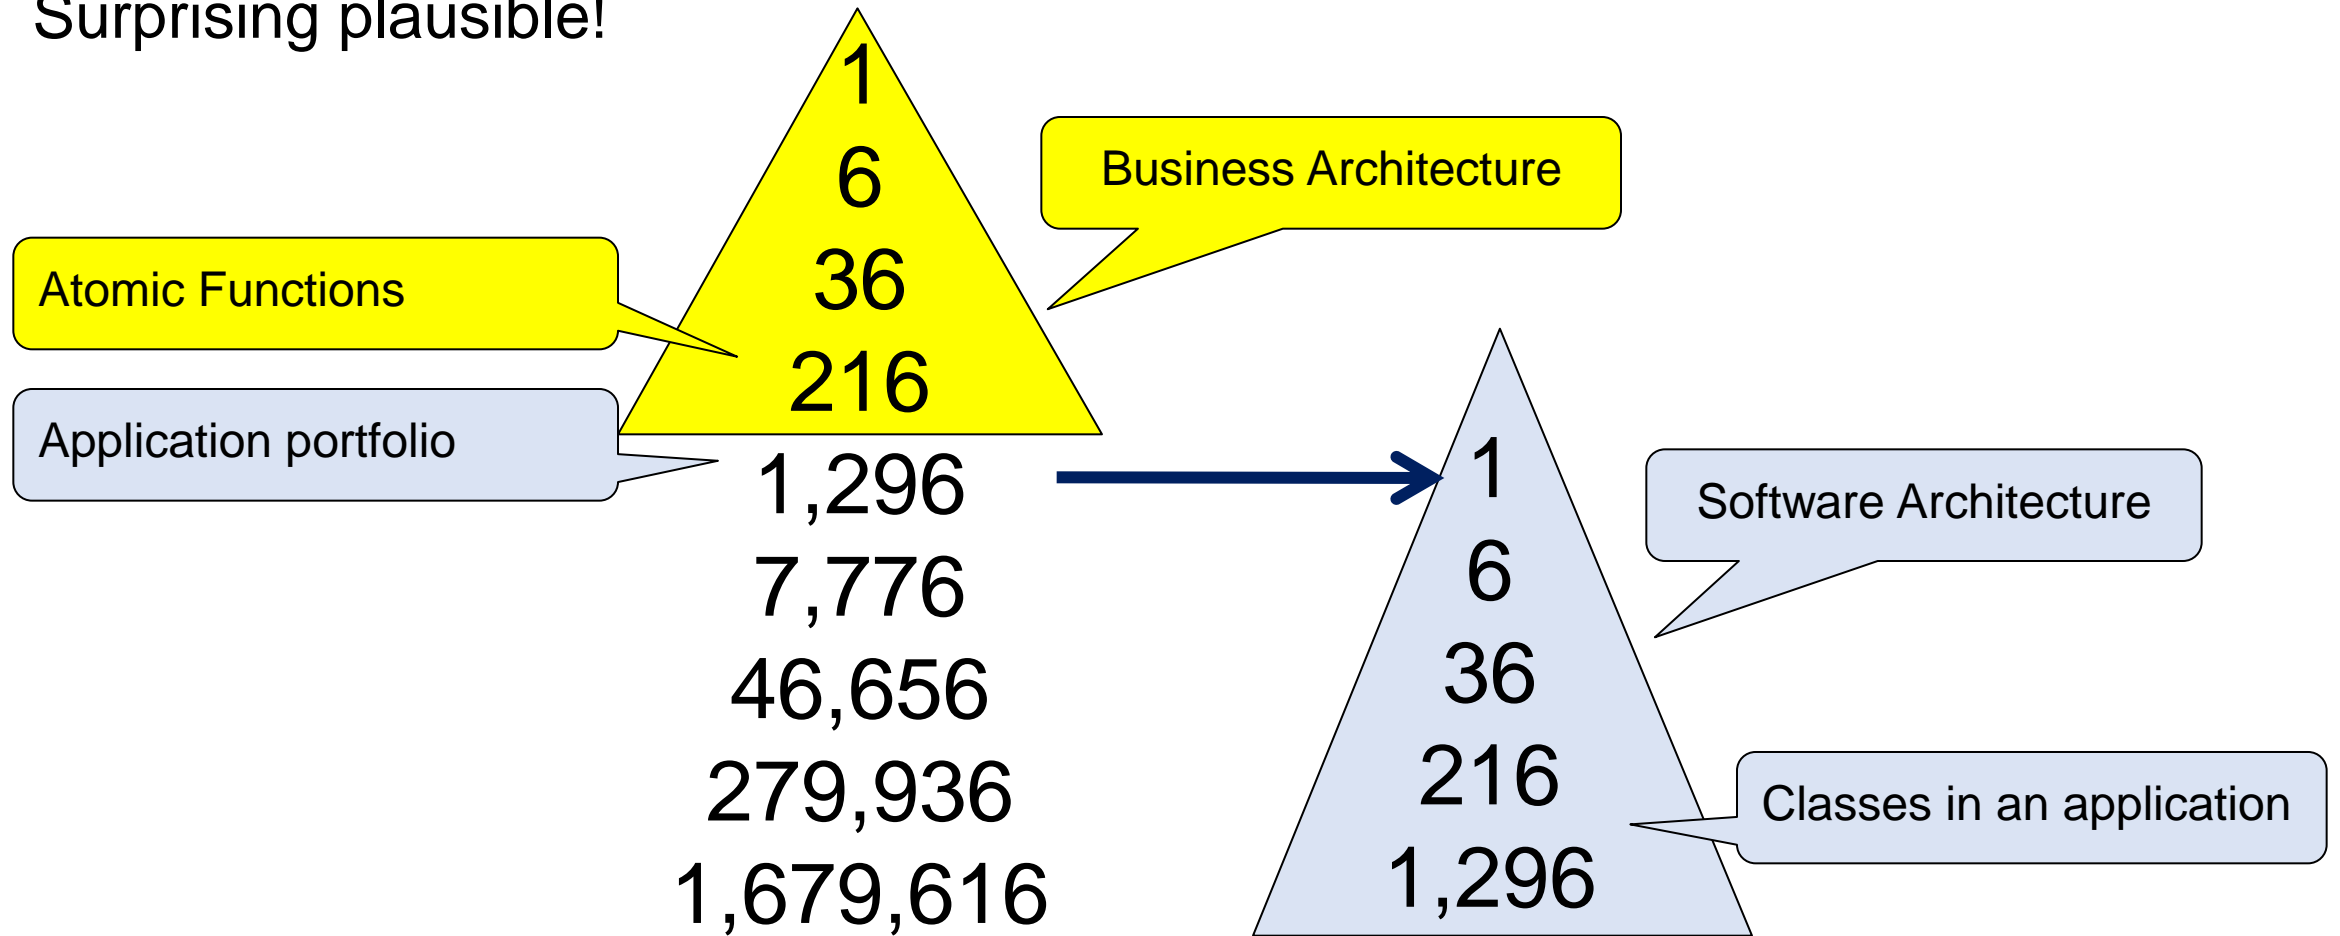 Surprising plausible!
1
6
36
216
1,296
7,776
46,656
279,936
1,679,616
Business Architecture
Atomic Functions
Application portfolio
1
6
36
216
1,296
Software Architecture
Classes in an application